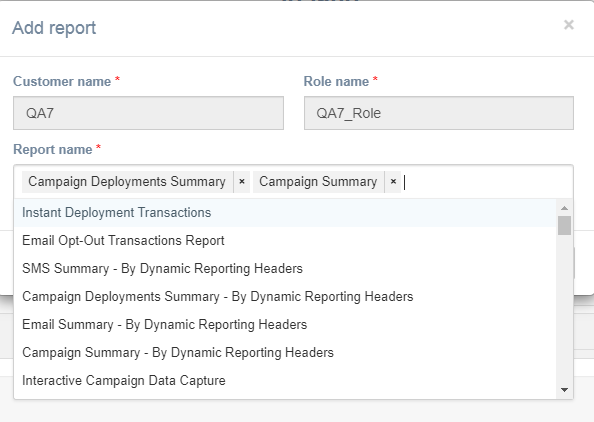 Add report ×
Customer name * Role name *
QA7 QA7_Role
Report name *
Campaign Deployments Summary × Campaign Summary ×
Instant Deployment Transactions
Email Opt-Out Transactions Report
SMS Summary - By Dynamic Reporting Headers
Campaign Deployments Summary - By Dynamic Reporting Headers
Email Summary - By Dynamic Reporting Headers
Campaign Summary - By Dynamic Reporting Headers
Interactive Campaign Data Capture